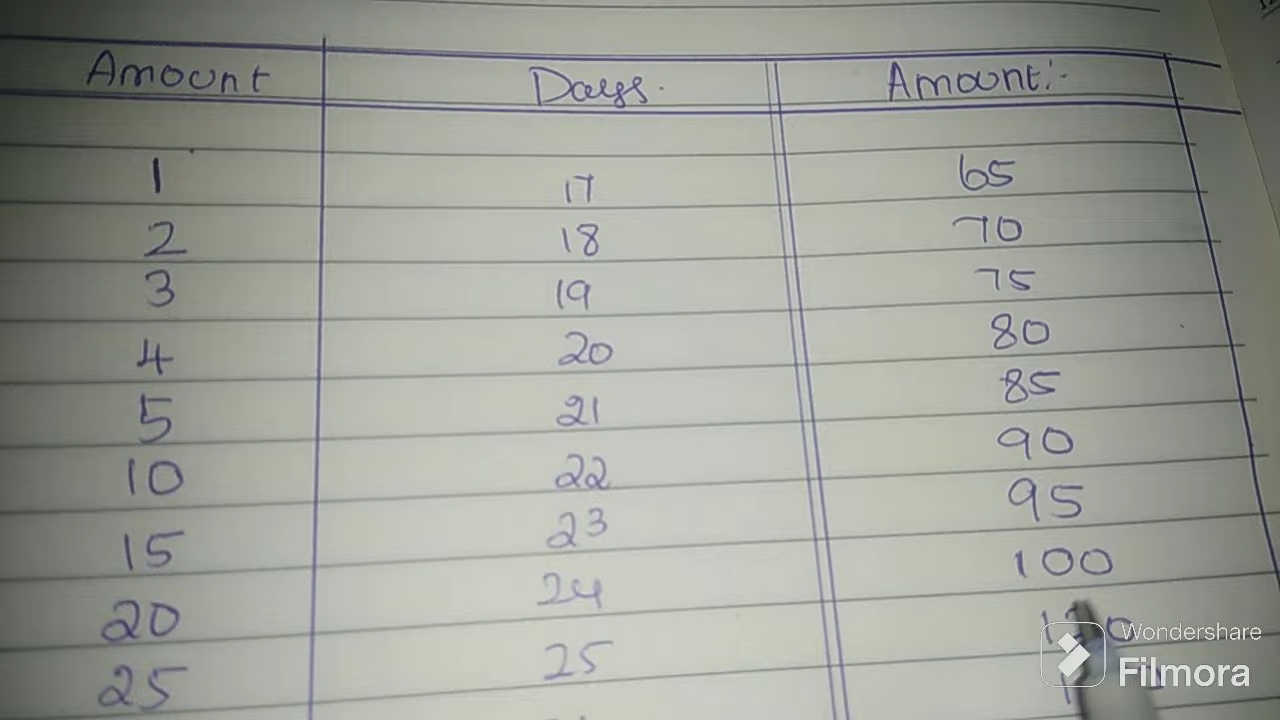 Amount Days. Amount:-
1 17 65
2 18 70
3 19 75
4 20 80
5 21 85
10 22 90
15 23 95
20 24 100
25 25
Wondershare
Filmora